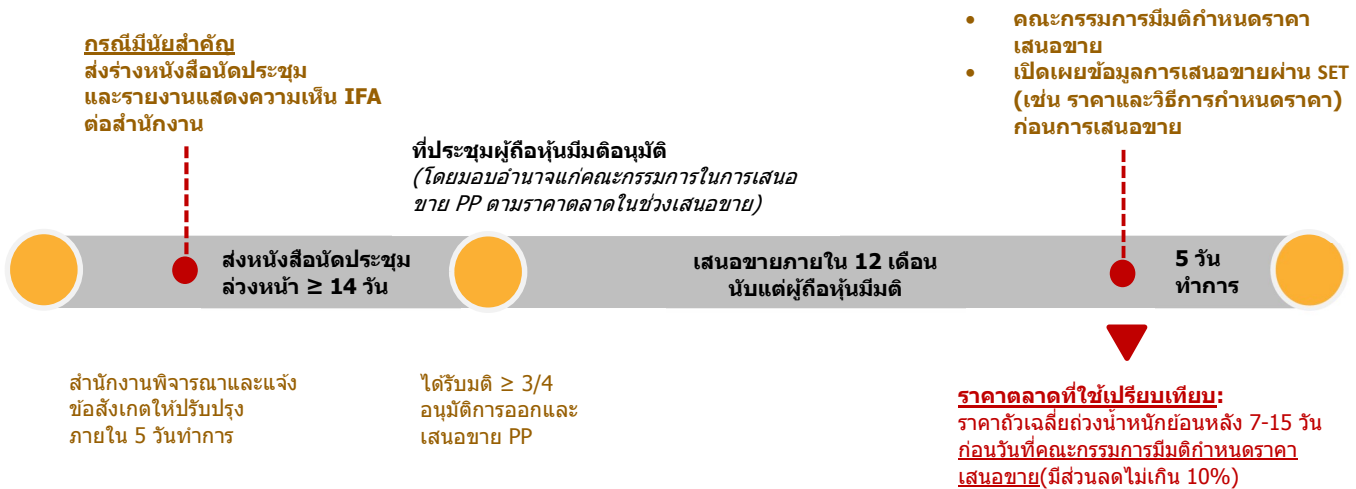 กรณีมีนัยสำคัญ
ส่งร่างหนังสือนัดประชุม
และรายงานแสดงความเห็น IFA
ต่อสำนักงาน
ที่ประชุมผู้ถือหุ้นมีมติอนุมัติ
(โดยมอบอำนาจแก่คณะกรรมการในการเสนอ
ขาย PP ตามราคาตลาดในช่วงเสนอขาย)
• คณะกรรมการมีมติกำหนดราคา
เสนอขาย
• เปิดเผยข้อมูลการเสนอขายผ่าน SET
(เช่น ราคาและวิธีการกำหนดราคา)
ก่อนการเสนอขาย
ส่งหนังสือนัดประชุม
ล่วงหน้า ≥ 14 วัน
เสนอขายภายใน 12 เดือน
นับแต่ผู้ถือหุ้นมีมติ
5 วัน
ทำการ
สำนักงานพิจารณาและแจ้ง
ข้อสังเกตให้ปรับปรุง
ภายใน 5 วันทำการ
ได้รับมติ ≥ 3/4
อนุมัติการออกและ
เสนอขาย PP
ราคาตลาดที่ใช้เปรียบเทียบ:
ราคาถัวเฉลี่ยถ่วงน้ำหนักย้อนหลัง 7-15 วัน
ก่อนวันที่คณะกรรมการมีมติกำหนดราคา
เสนอขาย(มีส่วนลดไม่เกิน 10%)